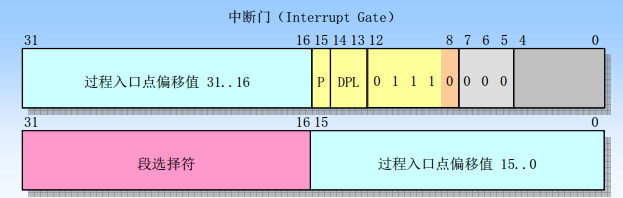 中断门（Interrupt Gate）
31 16 15 14 13 12 8 7 6 5 4 0
过程入口点偏移值 31..16 P DPL 0 1 1 1 0 0 0 0
31 16 15 0
段选择符 过程入口点偏移值 15..0